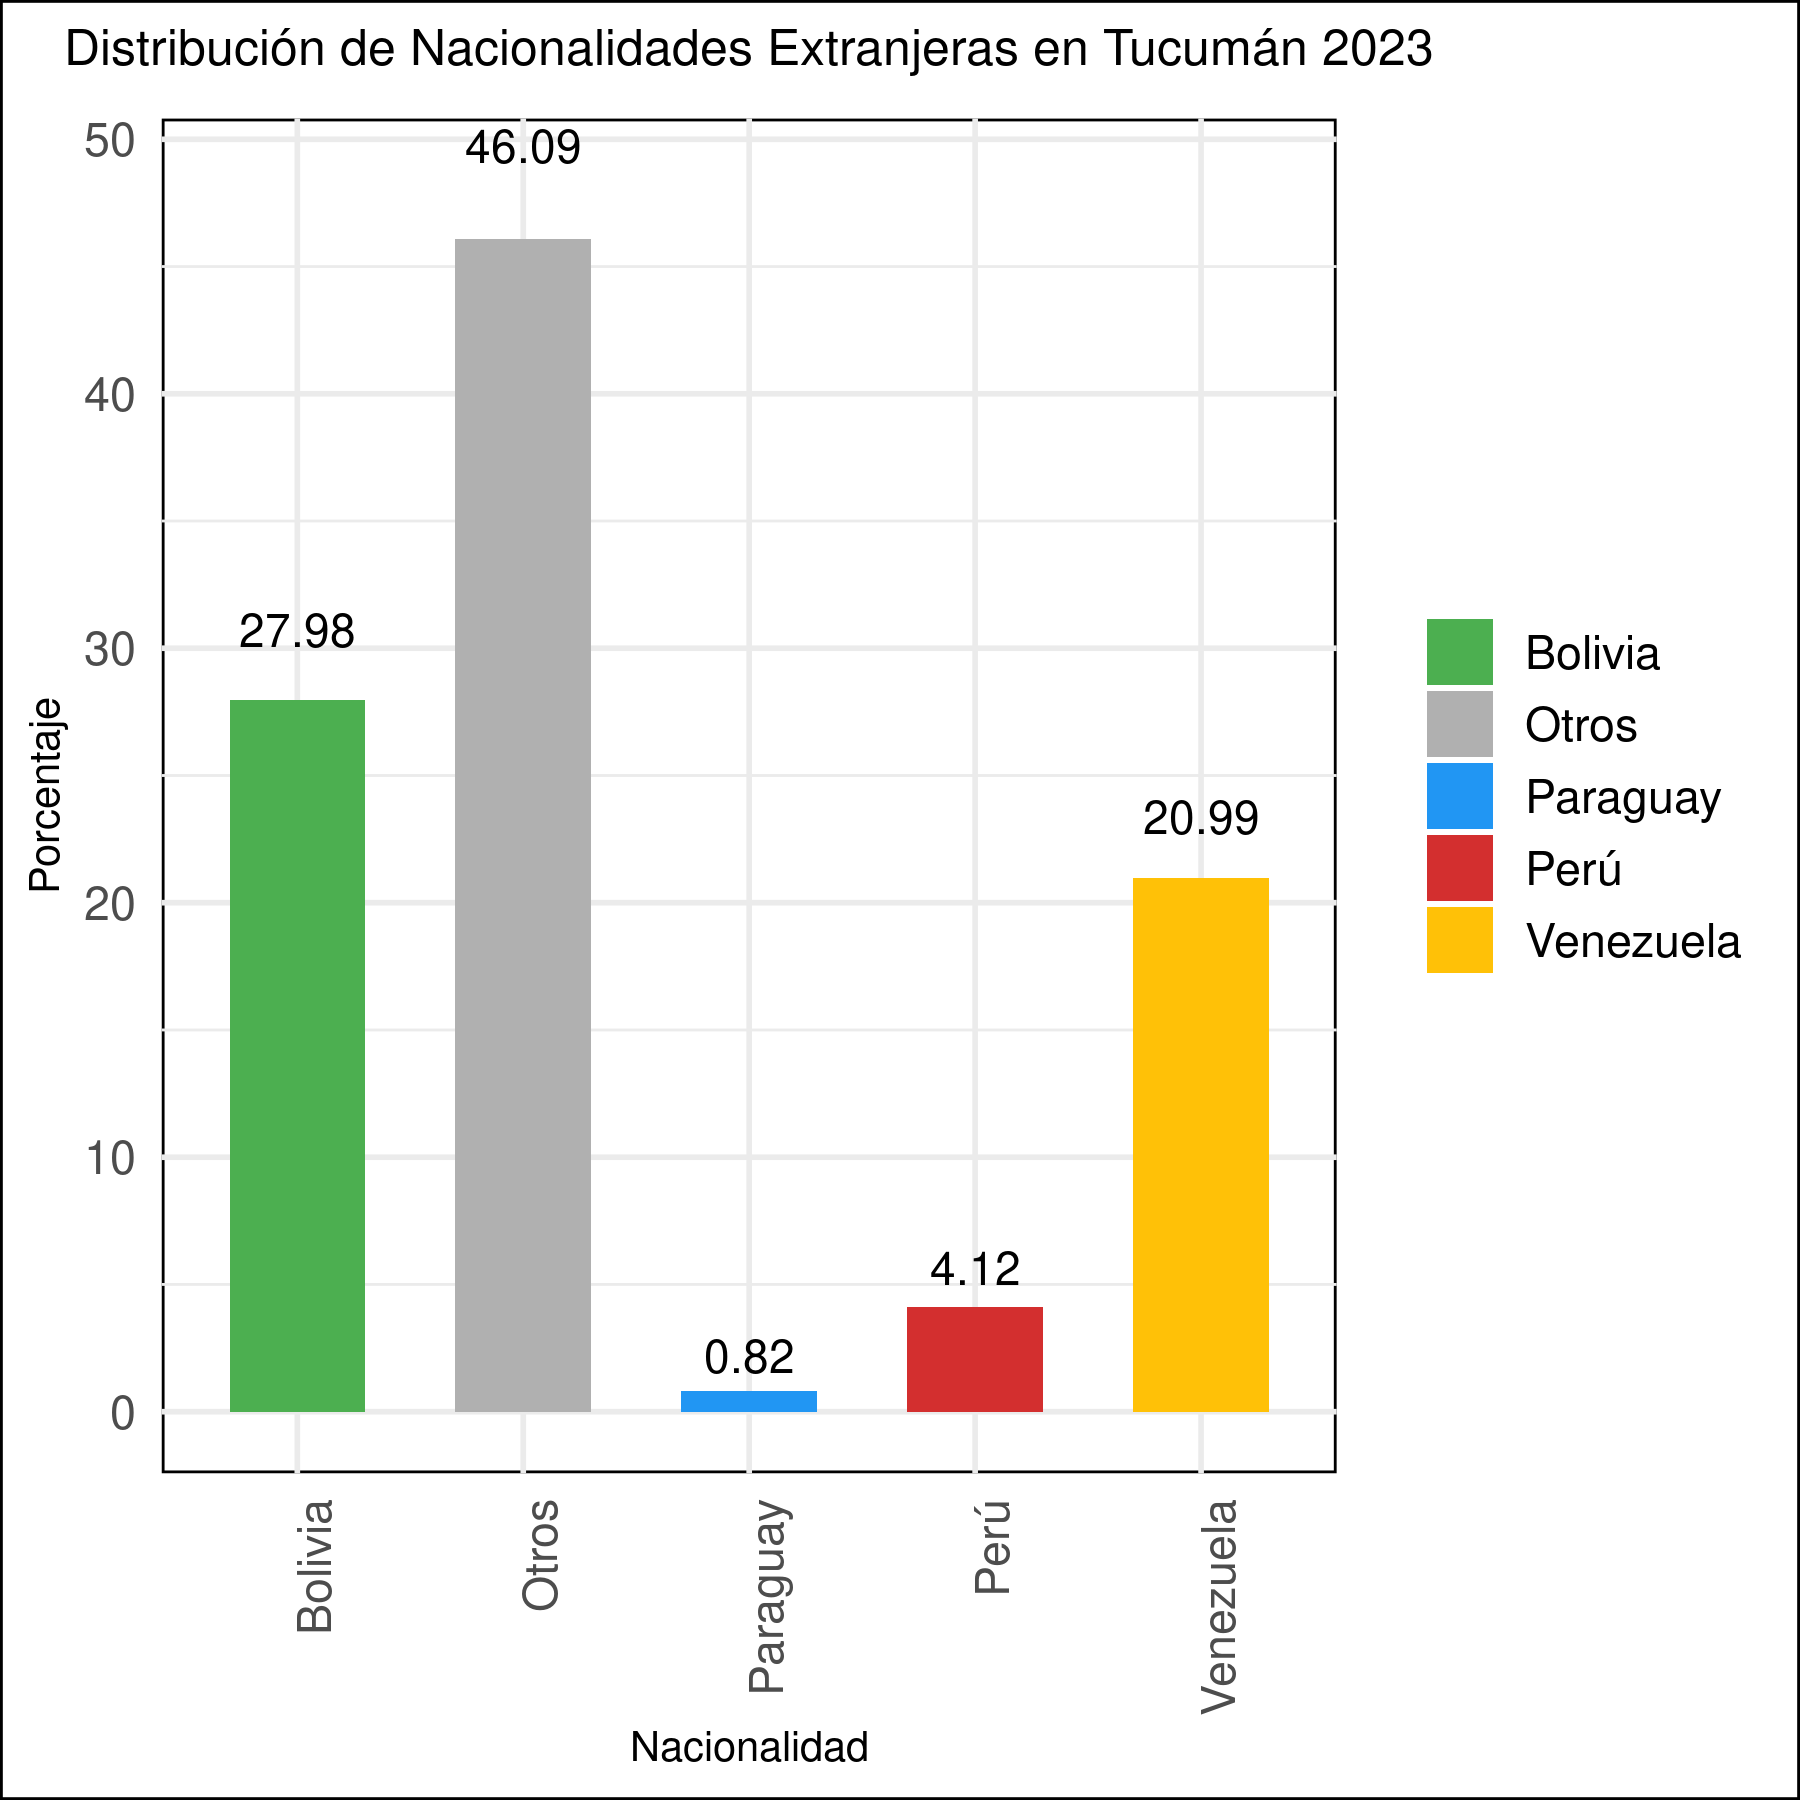 Distribución de Nacionalidades Extranjeras en Tucumán 2023
Porcentaje
50
40
30
20
10
0
27.98
46.09
0.82
4.12
20.99
Bolivia
Otros
Paraguay
Perú
Venezuela
Nacionalidad
Bolivia
Otros
Paraguay
Perú
Venezuela